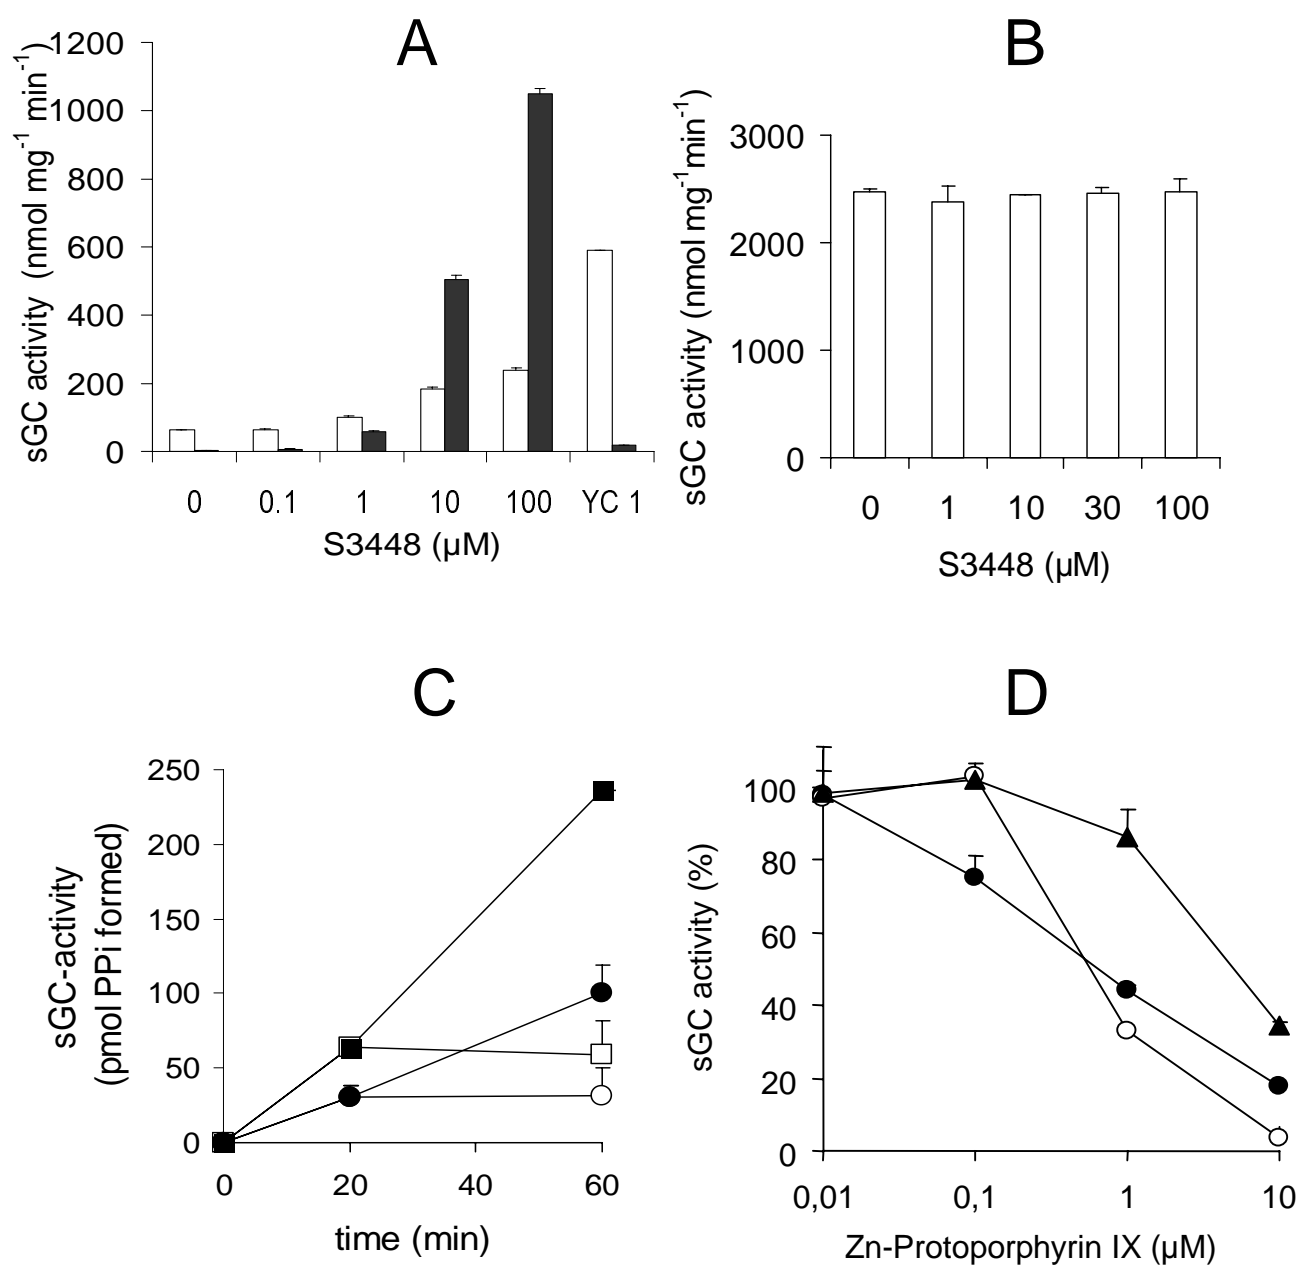 A
sGC activity (nmol mg-1 min-1)
1200
1000
800
600
400
200
0
0 0.1 1 10 100 YC 1
S3448 (µM)
B
sGC activity (nmol mg-1min-1)
3000
2000
1000
0
0 1 10 30 100
S3448 (µM)
C
sGC-activity
(pmol PPi formed)
250
200
150
100
50
0
0 20 40 60
time (min)
D
sGC activity (%)
100
80
60
40
20
0
0,01 0,1 1 10
Zn-Protoporphyrin IX (µM)